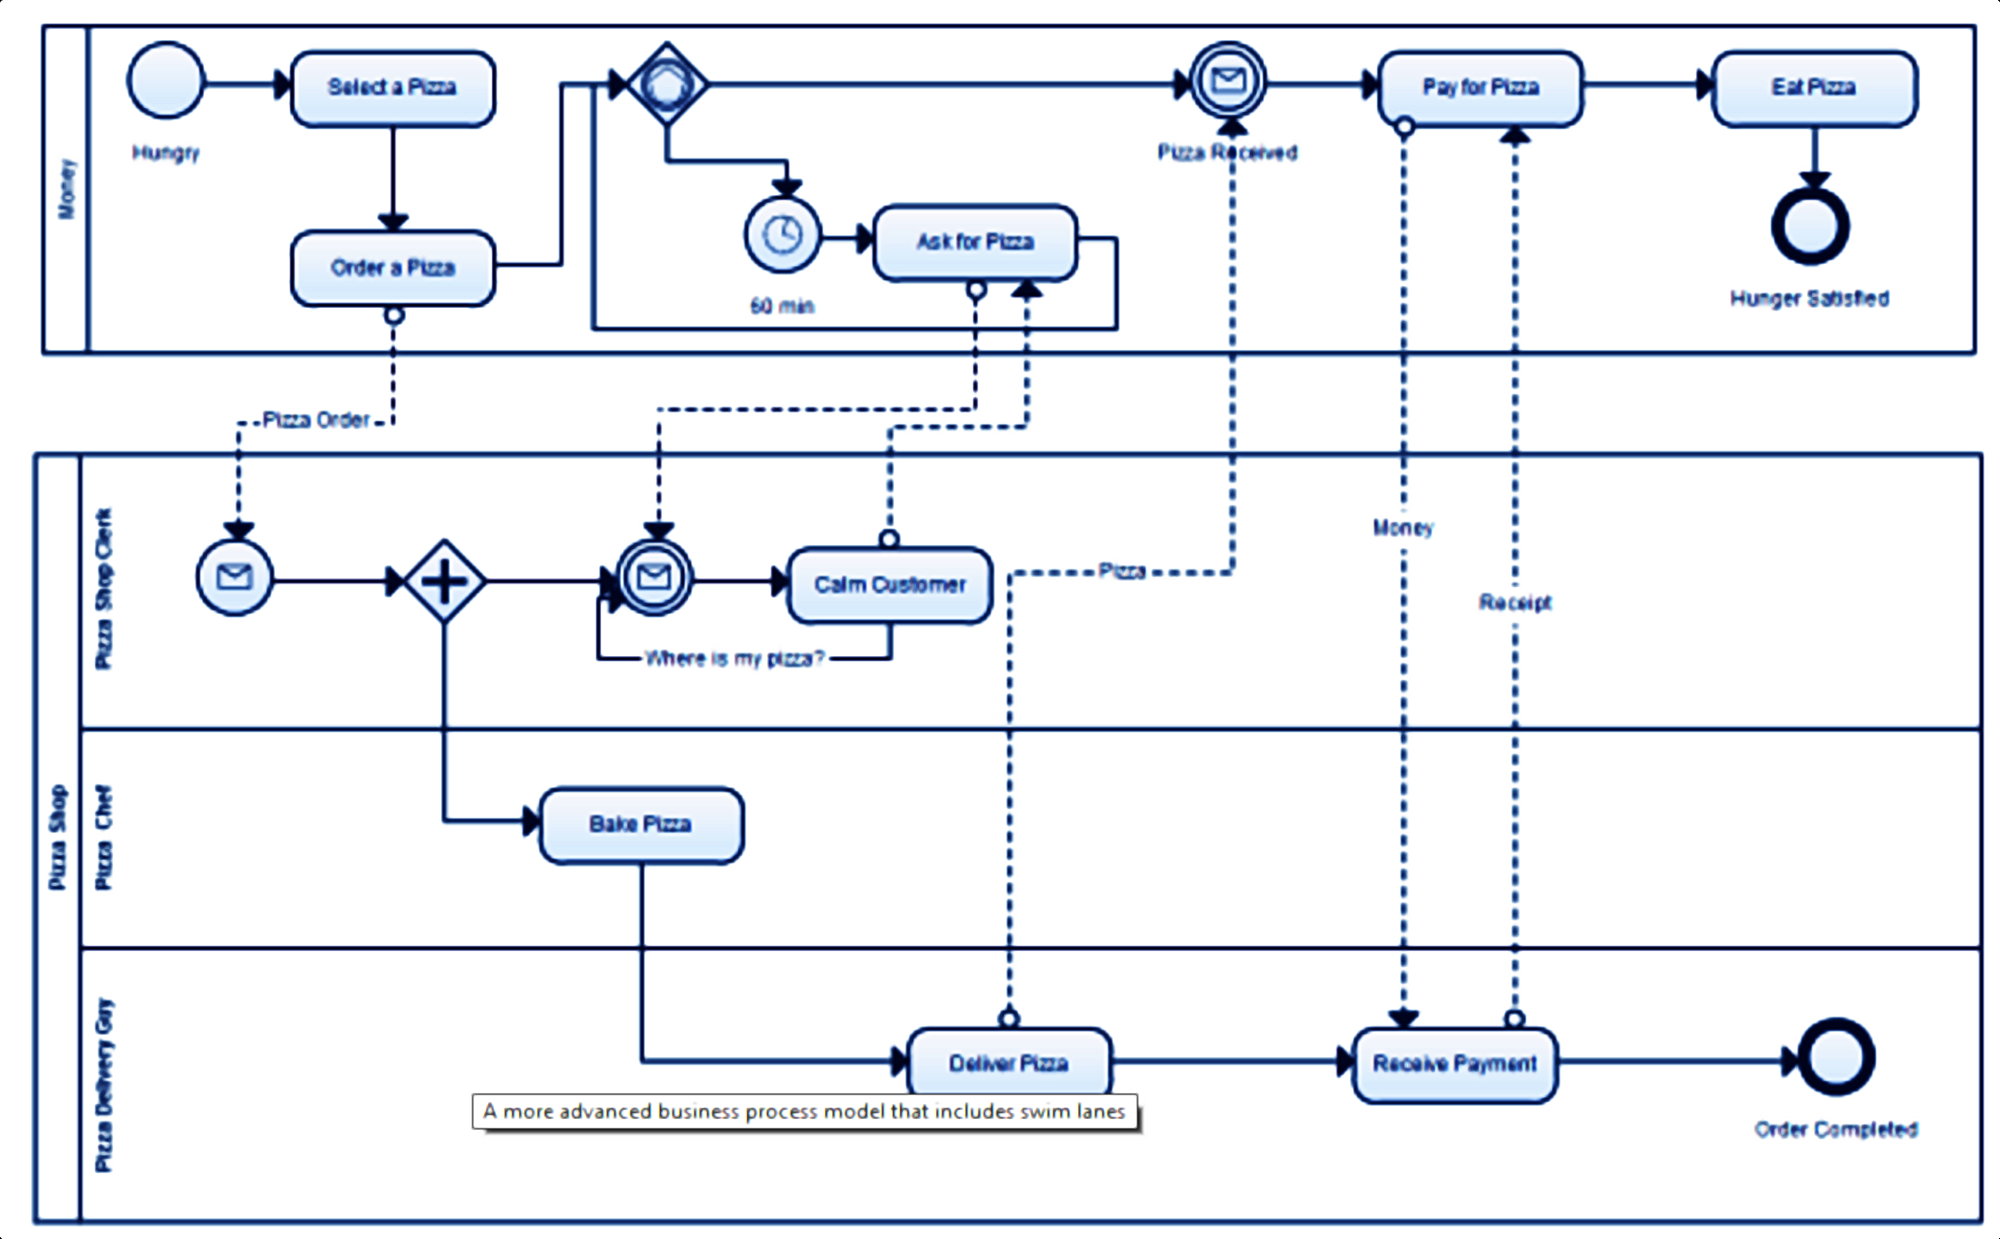 Money
Hungry
Select a Pizza
Order a Pizza
60 min
Ask for Pizza
Pizza Received
Pay for Pizza
Eat Pizza
Hunger Satisfied
Pizza Order
Pizza Shop
Pizza Shop Clerk
Calm Customer
Where is my pizza?
Pizza
Money
Receipt
Pizza Chef
Bake Pizza
Pizza Delivery Guy
Deliver Pizza
Receive Payment
Order Completed
A more advanced business process model that includes swim lanes